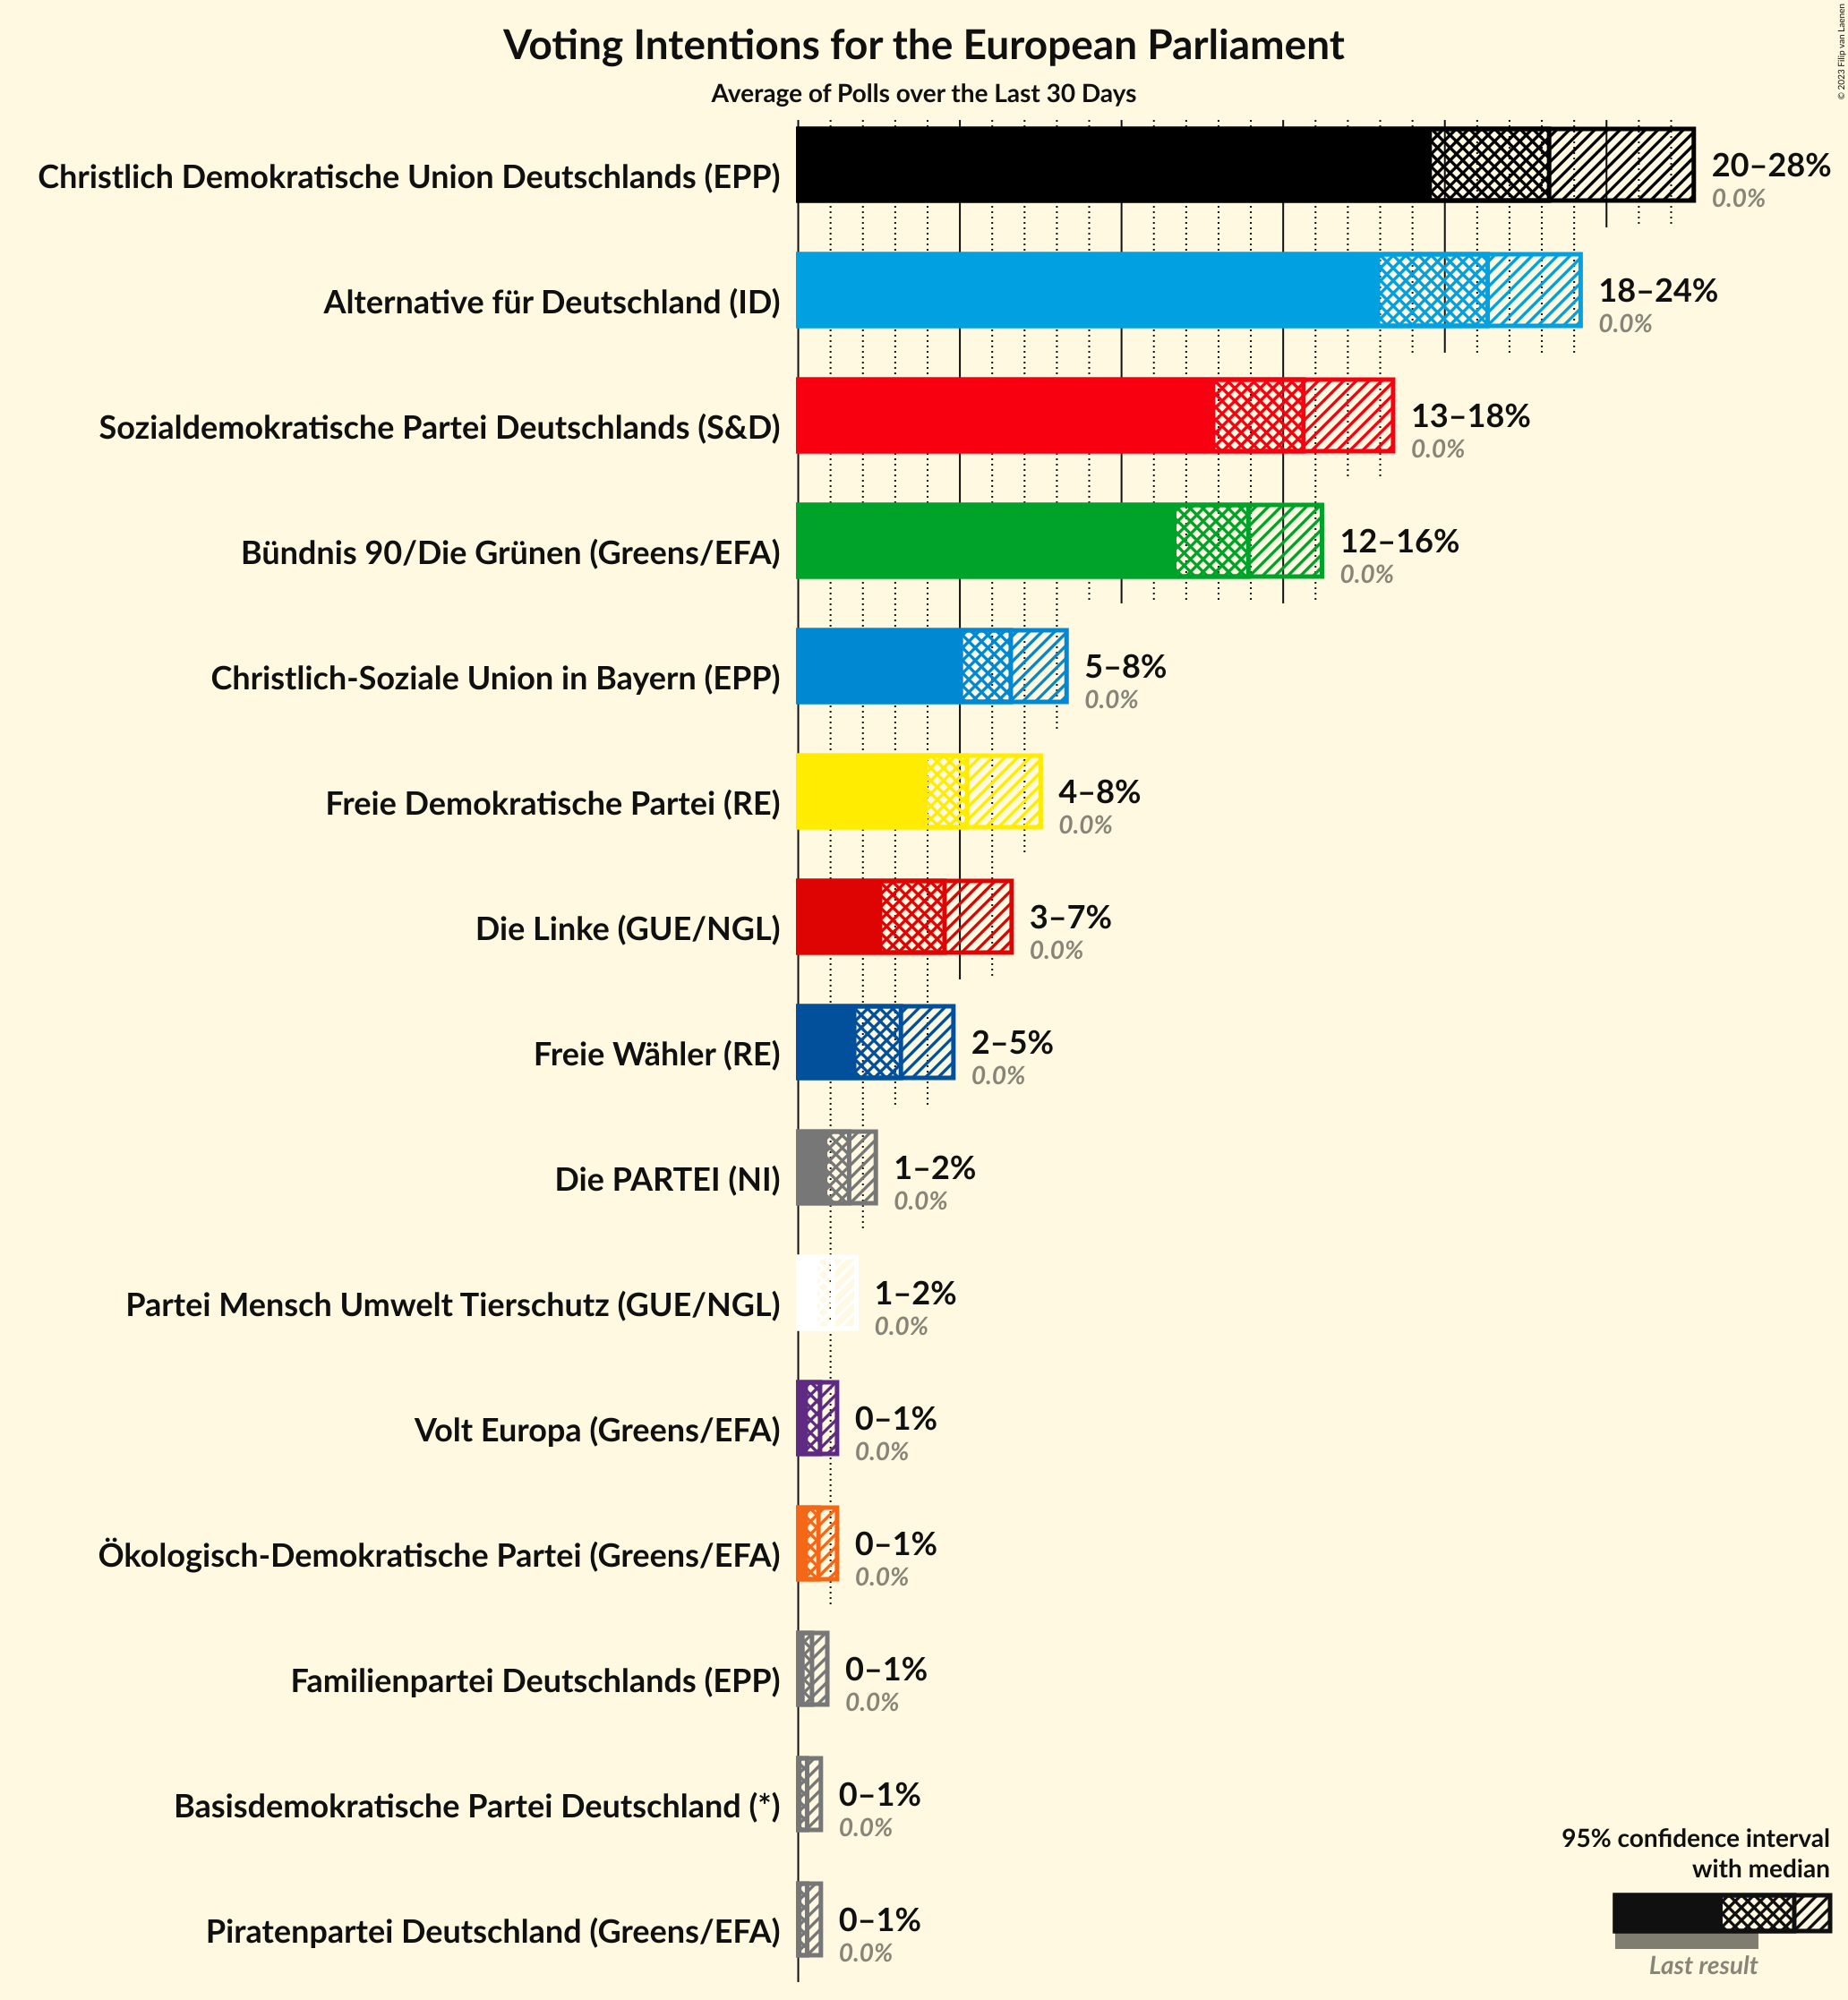 © 2023 Filip van Laenen
Voting Intentions for the European Parliament
Average of Polls over the Last 30 Days
Christlich Demokratische Union Deutschlands (EPP)
20–28%
0.0%
Alternative für Deutschland (ID)
18–24%
0.0%
Sozialdemokratische Partei Deutschlands (S&D)
13–18%
0.0%
Bündnis 90/Die Grünen (Greens/EFA)
12–16%
0.0%
Christlich-Soziale Union in Bayern (EPP)
5–8%
0.0%
Freie Demokratische Partei (RE)
4–8%
0.0%
Die Linke (GUE/NGL)
3–7%
0.0%
Freie Wähler (RE)
2–5%
0.0%
Die PARTEI (NI)
1–2%
0.0%
Partei Mensch Umwelt Tierschutz (GUE/NGL)
1–2%
0.0%
Volt Europa (Greens/EFA)
0–1%
0.0%
Ökologisch-Demokratische Partei (Greens/EFA)
0–1%
0.0%
Familienpartei Deutschlands (EPP)
0–1%
0.0%
Basisdemokratische Partei Deutschland (*)
0–1%
0.0%
Piratenpartei Deutschland (Greens/EFA)
0–1%
0.0%
95% confidence interval
with median
Last result